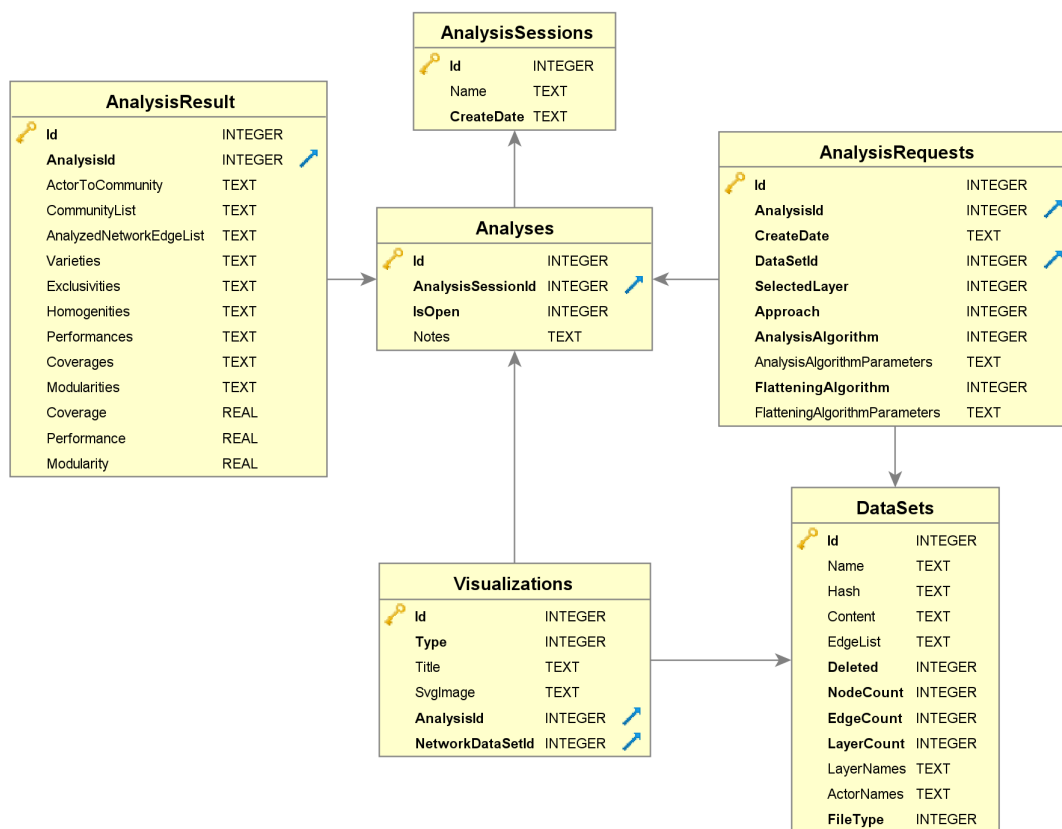 AnalysisSessions
Id INTEGER
Name TEXT
CreateDate TEXT
AnalysisResult
Id INTEGER
AnalysisId INTEGER
ActorToCommunity TEXT
CommunityList TEXT
AnalyzedNetworkEdgeList TEXT
Varieties TEXT
Exclusivities TEXT
Homogenities TEXT
Performances TEXT
Coverages TEXT
Modularities TEXT
Coverage REAL
Performance REAL
Modularity REAL
Analyses
Id INTEGER
AnalysisSessionId INTEGER
IsOpen INTEGER
Notes TEXT
AnalysisRequests
Id INTEGER
AnalysisId INTEGER
CreateDate TEXT
DataSetId INTEGER
SelectedLayer INTEGER
Approach INTEGER
AnalysisAlgorithm INTEGER
AnalysisAlgorithmParameters TEXT
FlatteningAlgorithm INTEGER
FlatteningAlgorithmParameters TEXT
Visualizations
Id INTEGER
Type INTEGER
Title TEXT
SvgImage TEXT
AnalysisId INTEGER
NetworkDataSetId INTEGER
DataSets
Id INTEGER
Name TEXT
Hash TEXT
Content TEXT
EdgeList TEXT
Deleted INTEGER
NodeCount INTEGER
EdgeCount INTEGER
LayerCount INTEGER
LayerNames TEXT
ActorNames TEXT
FileType INTEGER